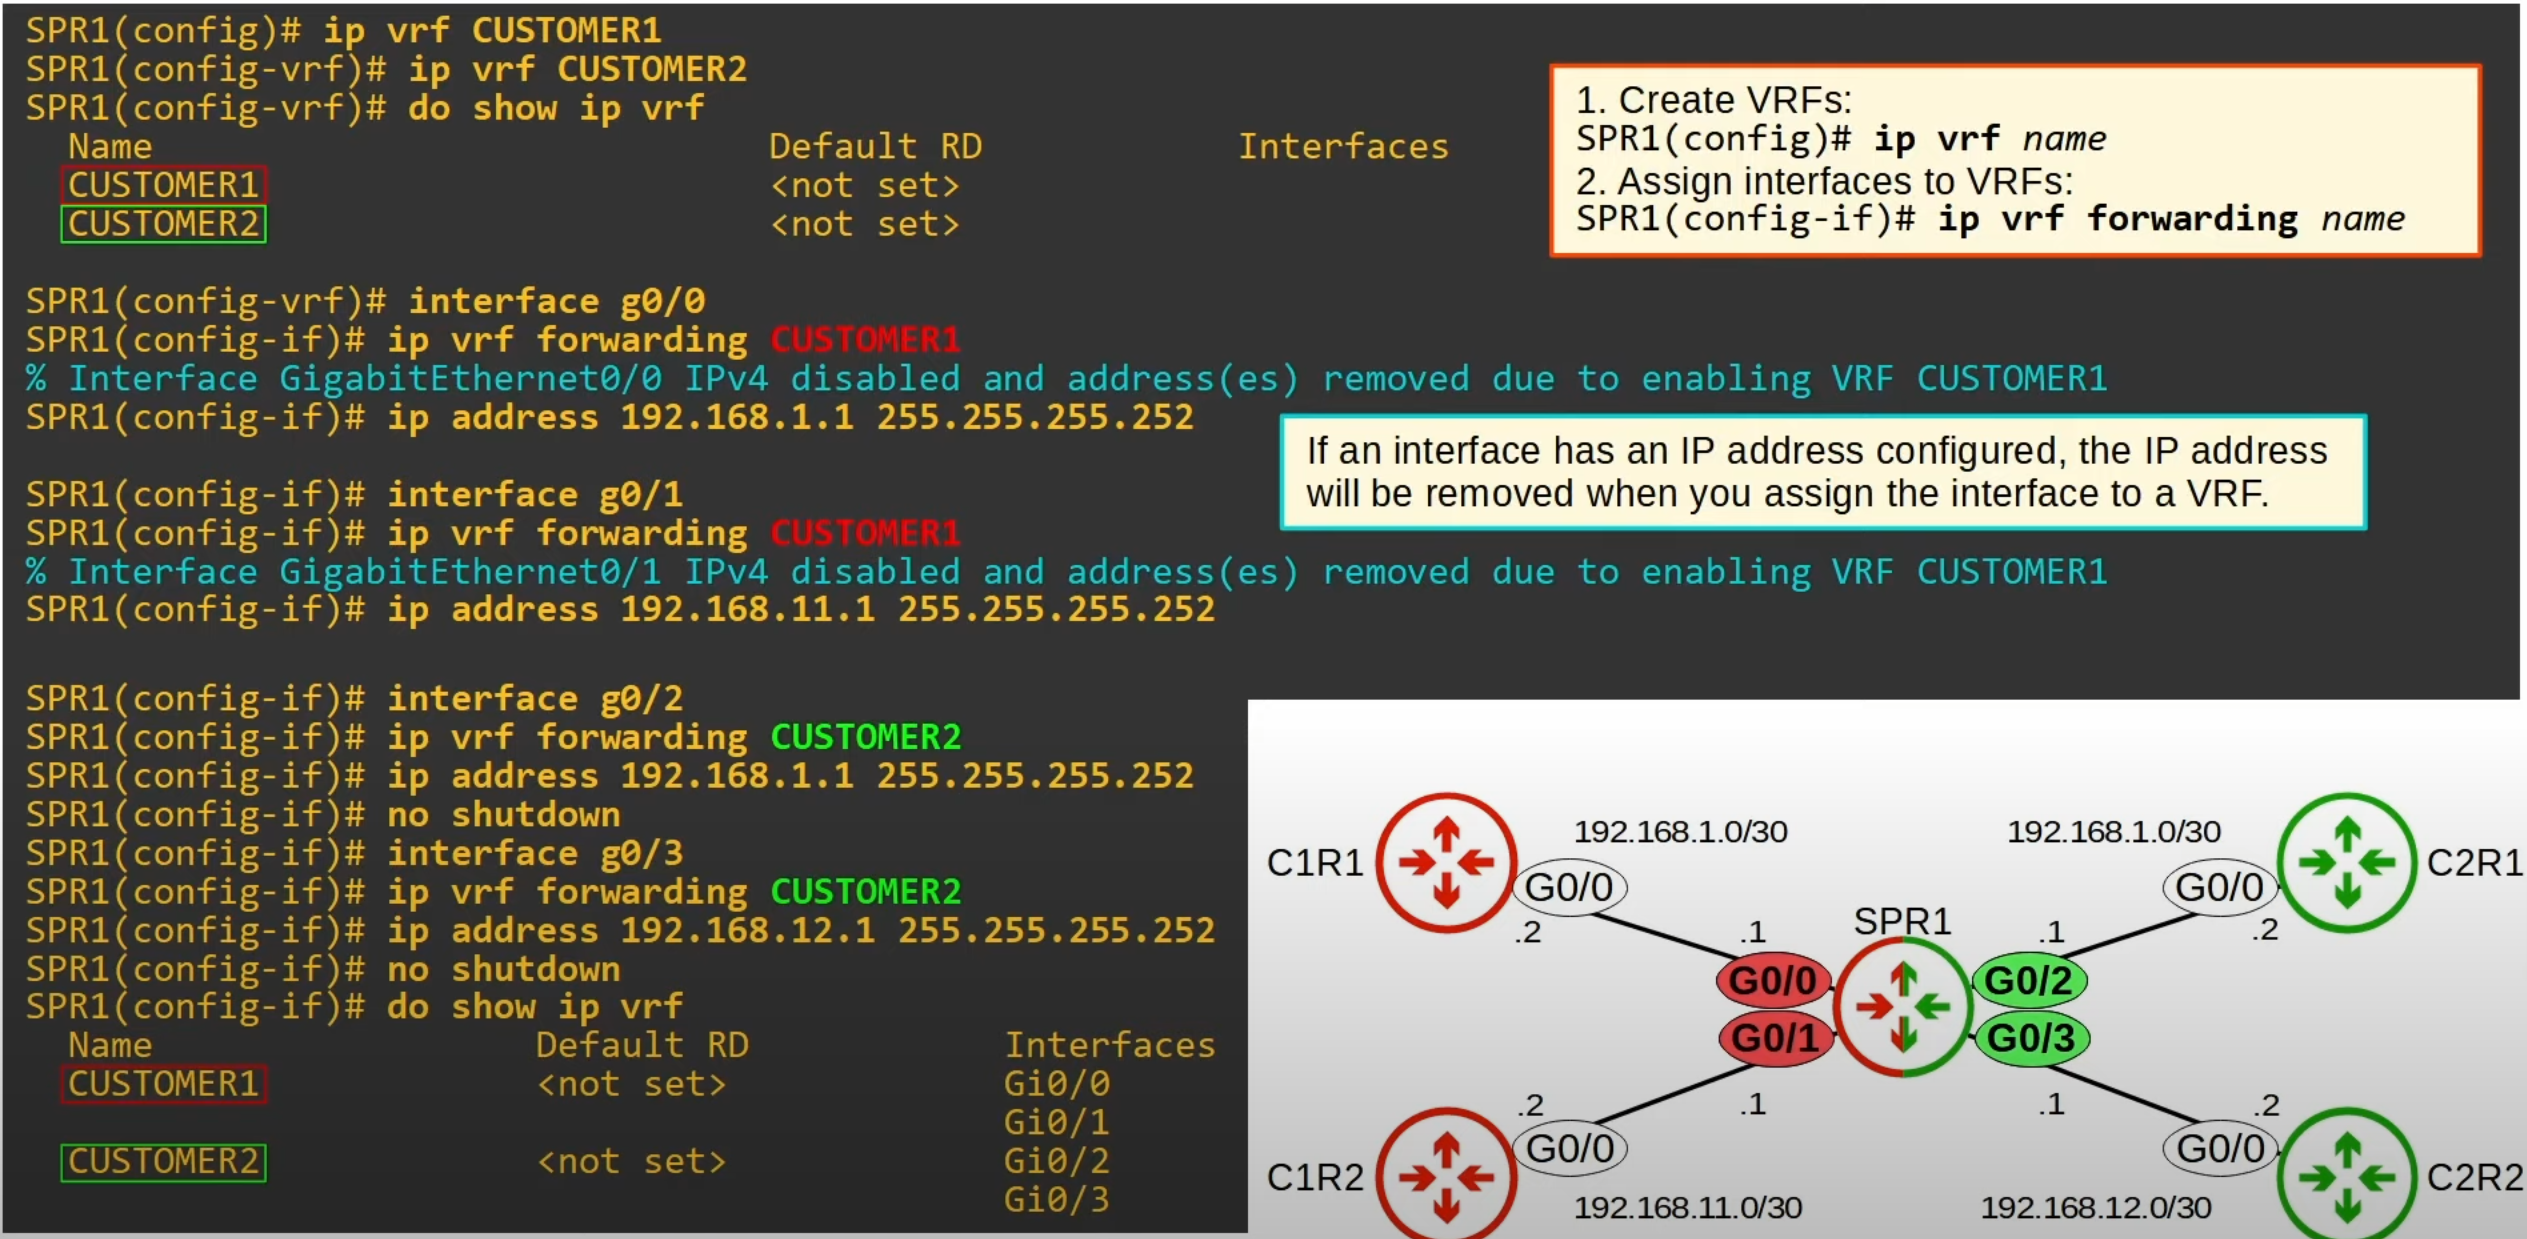 SPR1(config)# ip vrf CUSTOMER1
SPR1(config-vrf)# ip vrf CUSTOMER2
SPR1(config-vrf)# do show ip vrf
Name Default RD Interfaces
CUSTOMER1 <not set>
CUSTOMER2 <not set>
1. Create VRFs:
SPR1(config)# ip vrf name
2. Assign interfaces to VRFs:
SPR1(config-if)# ip vrf forwarding name
SPR1(config-vrf)# interface g0/0
SPR1(config-if)# ip vrf forwarding CUSTOMER1
% Interface GigabitEthernet0/0 IPv4 disabled and address(es) removed due to enabling VRF CUSTOMER1
SPR1(config-if)# ip address 192.168.1.1 255.255.255.252
If an interface has an IP address configured, the IP address
will be removed when you assign the interface to a VRF.
SPR1(config-if)# interface g0/1
SPR1(config-if)# ip vrf forwarding CUSTOMER1
% Interface GigabitEthernet0/1 IPv4 disabled and address(es) removed due to enabling VRF CUSTOMER1
SPR1(config-if)# ip address 192.168.11.1 255.255.255.252
SPR1(config-if)# interface g0/2
SPR1(config-if)# ip vrf forwarding CUSTOMER2
SPR1(config-if)# ip address 192.168.1.1 255.255.255.252
SPR1(config-if)# no shutdown
SPR1(config-if)# interface g0/3
SPR1(config-if)# ip vrf forwarding CUSTOMER2
SPR1(config-if)# ip address 192.168.12.1 255.255.255.252
SPR1(config-if)# no shutdown
SPR1(config-if)# do show ip vrf
Name Default RD Interfaces
CUSTOMER1 <not set> Gi0/0
Gi0/1
CUSTOMER2 <not set> Gi0/2
Gi0/3
192.168.1.0/30 192.168.1.0/30
C1R1 G0/0 G0/0 C2R1
.2 .1 SPR1 .1 .2
G0/0 G0/2
G0/1 G0/3
.2 .1 .1 .2
G0/0 G0/0
C1R2 C2R2
192.168.11.0/30 192.168.12.0/30